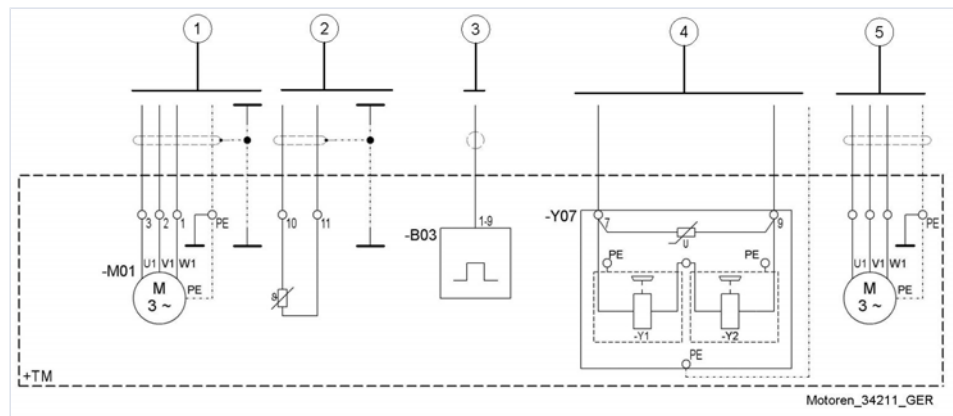 1 2 3 4 5
3 2 1 PE 10 11 1-9 7 9 PE
-B03 -Y07 U
-M01 U1 V1 W1 PE PE U1 V1 W1
M 3 ~ PE ϑ M 3 ~ PE
-Y1 -Y2
PE
+TM
Motoren_34211_GER